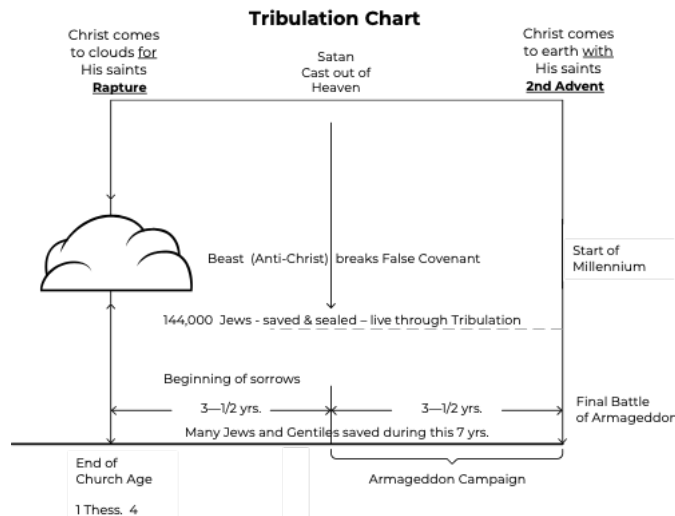 Tribulation Chart
Christ comes
to clouds for
His saints
Rapture
Satan
Cast out of
Heaven
Christ comes
to earth with
His saints
2nd Advent
Beast (Anti-Christ) breaks False Covenant
Start of
Millennium
144,000 Jews - saved & sealed – live through Tribulation
Beginning of sorrows
3—1/2 yrs.
3—1/2 yrs.
Final Battle
of Armageddon
Many Jews and Gentiles saved during this 7 yrs.
End of
Church Age
1 Thess. 4
Armageddon Campaign